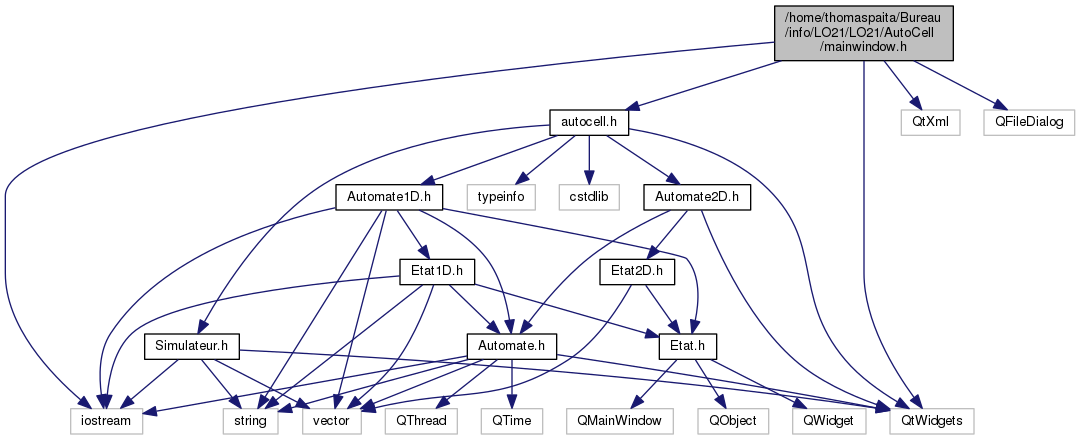 /home/thomaspaita/Bureau
/info/LO21/LO21/AutoCell
/mainwindow.h
autocell.h
QtXml
QFileDialog
Automate1D.h
typeinfo
cstdlib
Automate2D.h
Etat1D.h
Etat2D.h
Simulateur.h
Automate.h
Etat.h
iostream
string
vector
QThread
QTime
QMainWindow
QObject
QWidget
QtWidgets